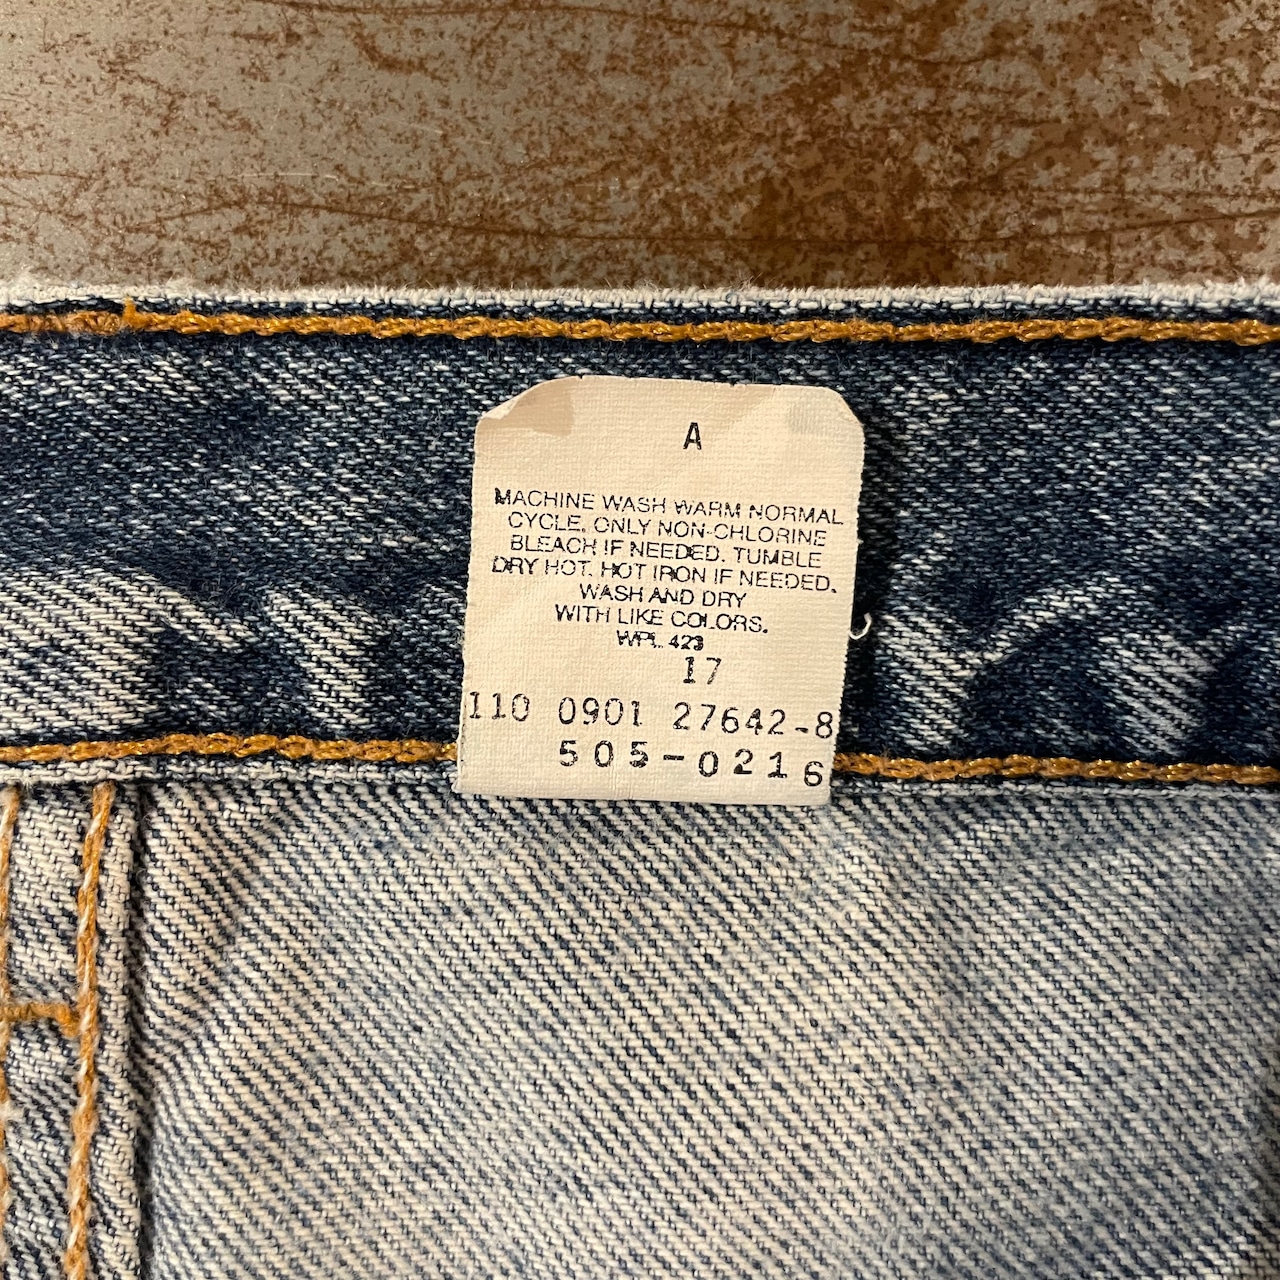 A
MACHINE WASH WARM NORMAL
CYCLE. ONLY NON-CHLORINE
BLEACH IF NEEDED. TUMBLE
DRY HOT. HOT IRON IF NEEDED.
WASH AND DRY
WITH LIKE COLORS.
WPL 423
17
110 0901 27642-8
505-0216